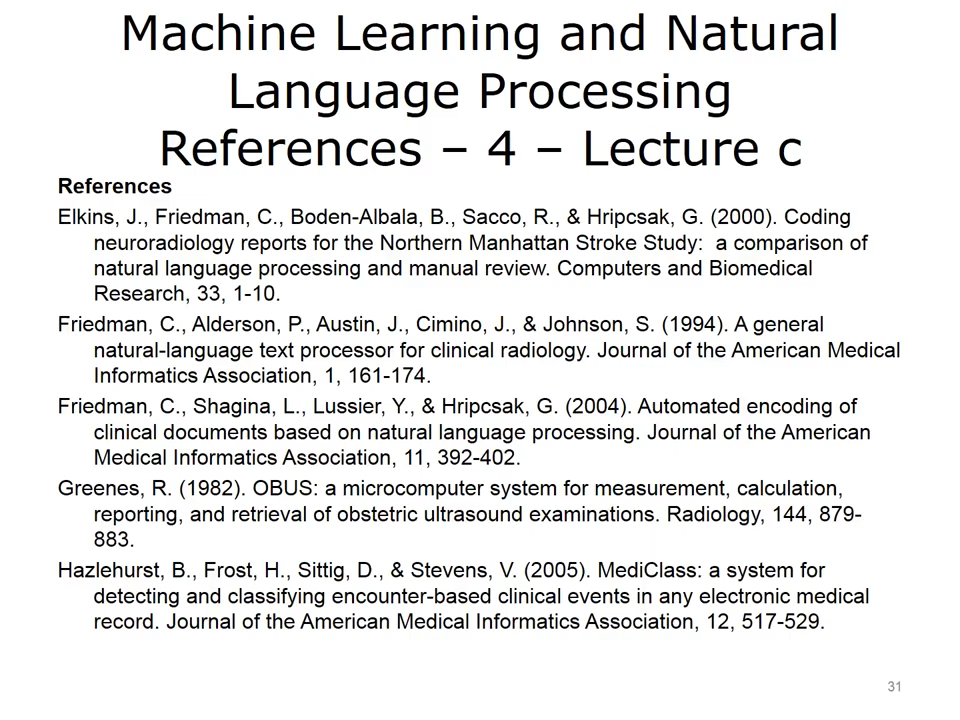 Machine Learning and Natural
Language Processing
References – 4 – Lecture c
References
Elkins, J., Friedman, C., Boden-Albala, B., Sacco, R., & Hripcsak, G. (2000). Coding
neuroradiology reports for the Northern Manhattan Stroke Study:  a comparison of
natural language processing and manual review. Computers and Biomedical
Research, 33, 1-10.
Friedman, C., Alderson, P., Austin, J., Cimino, J., & Johnson, S. (1994). A general
natural-language text processor for clinical radiology. Journal of the American Medical
Informatics Association, 1, 161-174.
Friedman, C., Shagina, L., Lussier, Y., & Hripcsak, G. (2004). Automated encoding of
clinical documents based on natural language processing. Journal of the American
Medical Informatics Association, 11, 392-402.
Greenes, R. (1982). OBUS: a microcomputer system for measurement, calculation,
reporting, and retrieval of obstetric ultrasound examinations. Radiology, 144, 879-
883.
Hazlehurst, B., Frost, H., Sittig, D., & Stevens, V. (2005). MediClass: a system for
detecting and classifying encounter-based clinical events in any electronic medical
record. Journal of the American Medical Informatics Association, 12, 517-529.
31